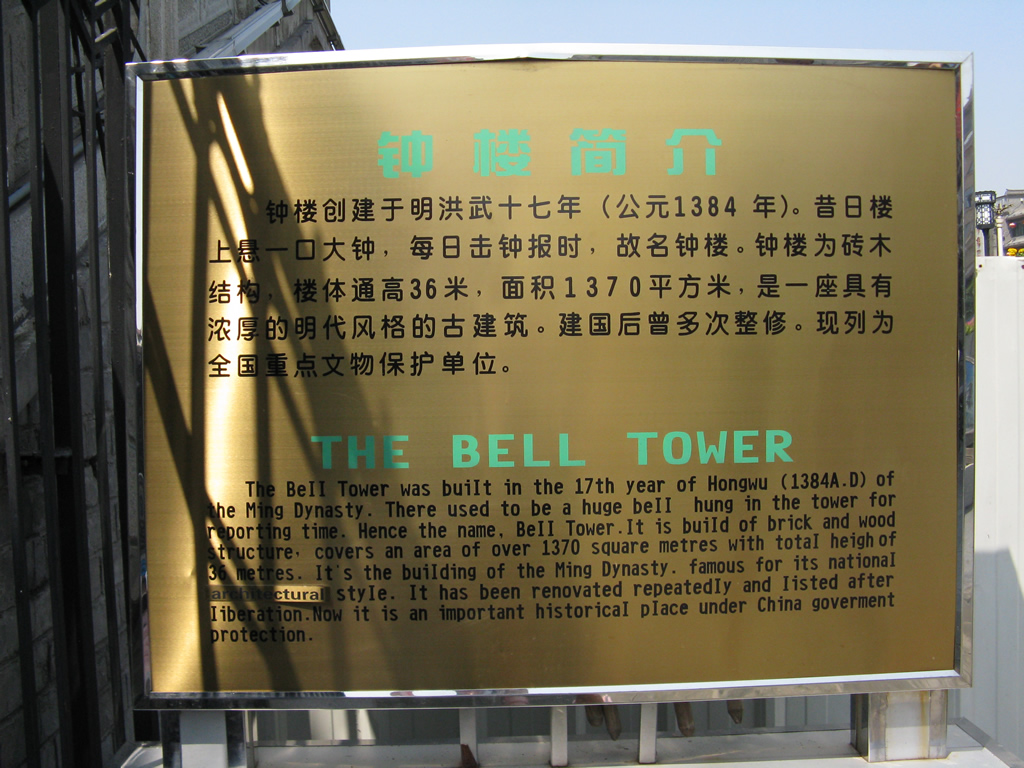 钟楼简介
钟楼创建于明洪武十七年（公元1384 年）。昔日楼
上悬一口大钟，每日击钟报时，故名钟楼。钟楼为砖木
结构，楼体通高36米，面积1370平方米，是一座具有
浓厚的明代风格的古建筑。建国后曾多次整修。现列为
全国重点文物保护单位。
THE BELL TOWER
The Bell Tower was built in the 17th year of Hongwu (1384A.D) of
the Ming Dynasty. There used to be a huge bell hung in the tower for
reporting time. Hence the name, Bell Tower.It is build of brick and wood
structure, covers an area of over 1370 square metres with total heigh of
36 metres. It's the building of the Ming Dynasty. famous for its national
architectural style. It has been renovated repeatedly and listed after
liberation.Now it is an important historical place under China goverment
protection.